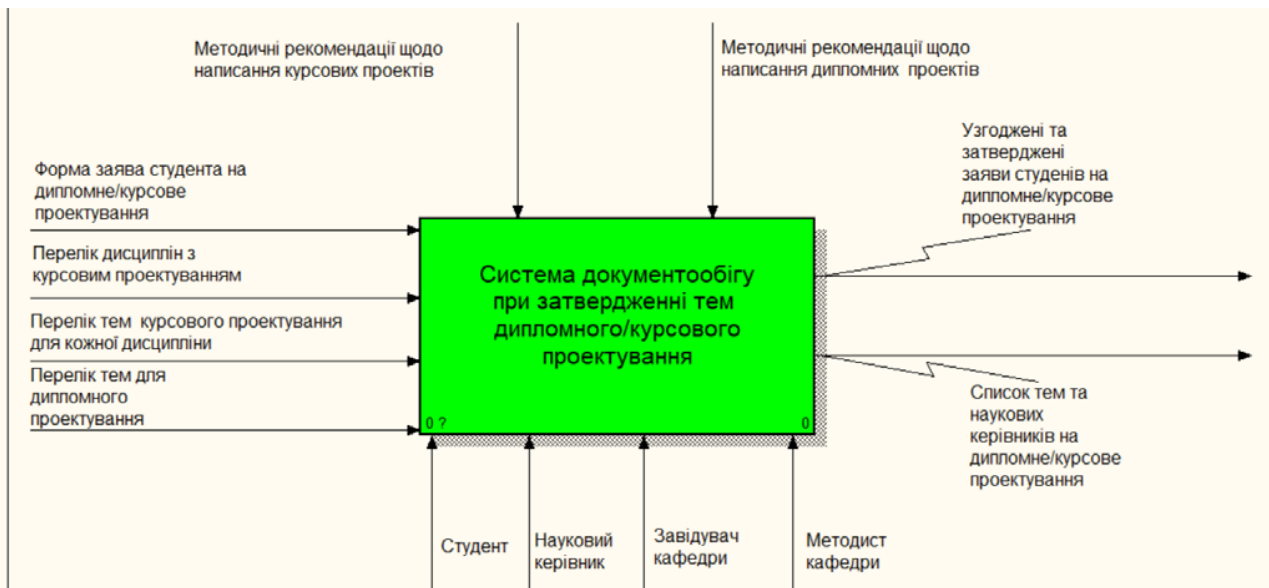 Методичні рекомендації щодо
написання курсових проектів
Методичні рекомендації щодо
написання дипломних проектів
Форма заява студента на
дипломне/курсове
проектування
Перелік дисциплін з
курсовим проектуванням
Перелік тем курсового проектування
для кожної дисципліни
Перелік тем для
дипломного
проектування
Система документообігу
при затвердженні тем
дипломного/курсового
проектування
0 ?
0
Узгоджені та
затверджені
заяви студенів на
дипломне/курсове
проектування
Список тем та
наукових
керівників на
дипломне/курсове
проектування
Студент
Науковий
керівник
Завідувач
кафедри
Методист
кафедри